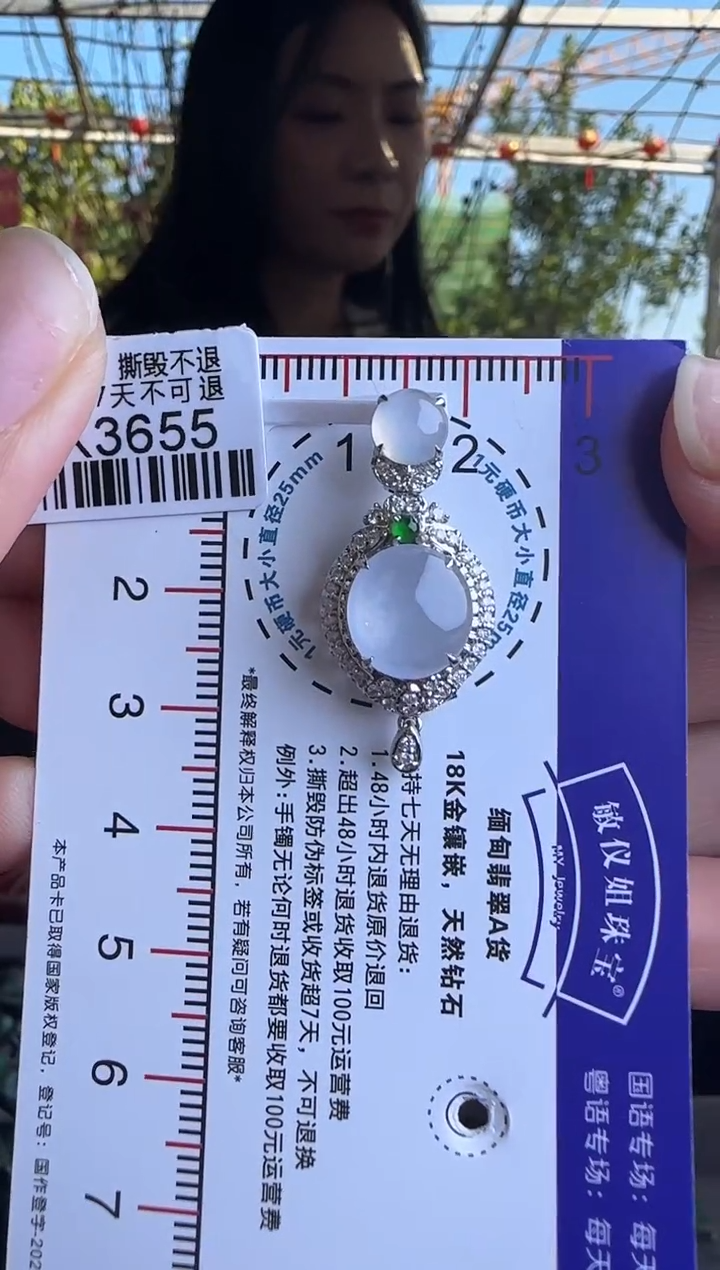 撕毁不退
7天不可退
3655
1 2 3
1元硬币大小直径25mm
1元硬币大小直径25
2
3
4
5
6
7
敏仪姐珠宝®
MY Jewelry
缅甸翡翠A货
18K金镶嵌，天然钻石
持七天无理由退货：
1.48小时内退货原价退回
2.超出48小时退货收取100元运营费
3.撕毁防伪标签或收货超7天，不可退换
例外：手镯无论何时退货都要收取100元运营费
*最终解释权归本公司所有，若有疑问可咨询客服*
本产品卡已取得国家版权登记，登记号：国作登字-202
国语专场：每天
粤语专场：每天